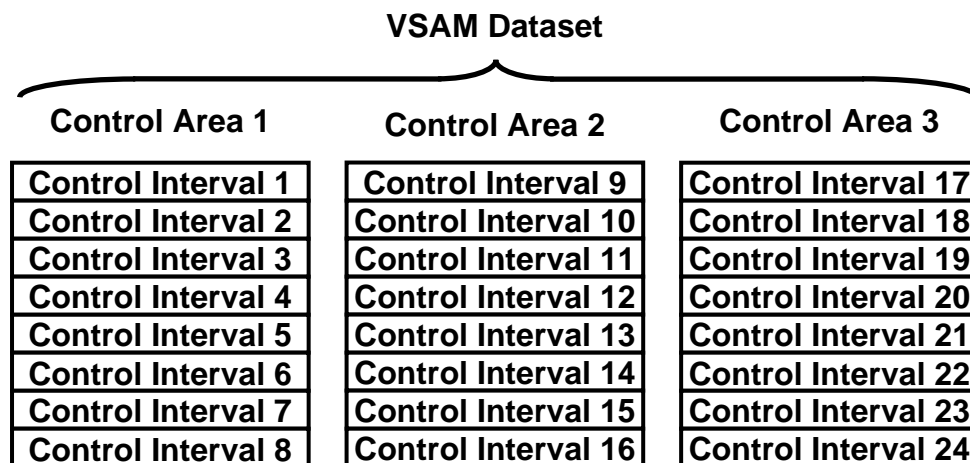 VSAM Dataset
Control Area 1
Control Interval 1
Control Interval 2
Control Interval 3
Control Interval 4
Control Interval 5
Control Interval 6
Control Interval 7
Control Interval 8
Control Area 2
Control Interval 9
Control Interval 10
Control Interval 11
Control Interval 12
Control Interval 13
Control Interval 14
Control Interval 15
Control Interval 16
Control Area 3
Control Interval 17
Control Interval 18
Control Interval 19
Control Interval 20
Control Interval 21
Control Interval 22
Control Interval 23
Control Interval 24